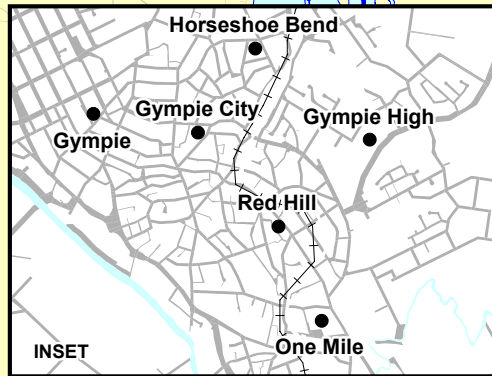 Horseshoe Bend
Gympie City
Gympie High
Gympie
Red Hill
One Mile
INSET